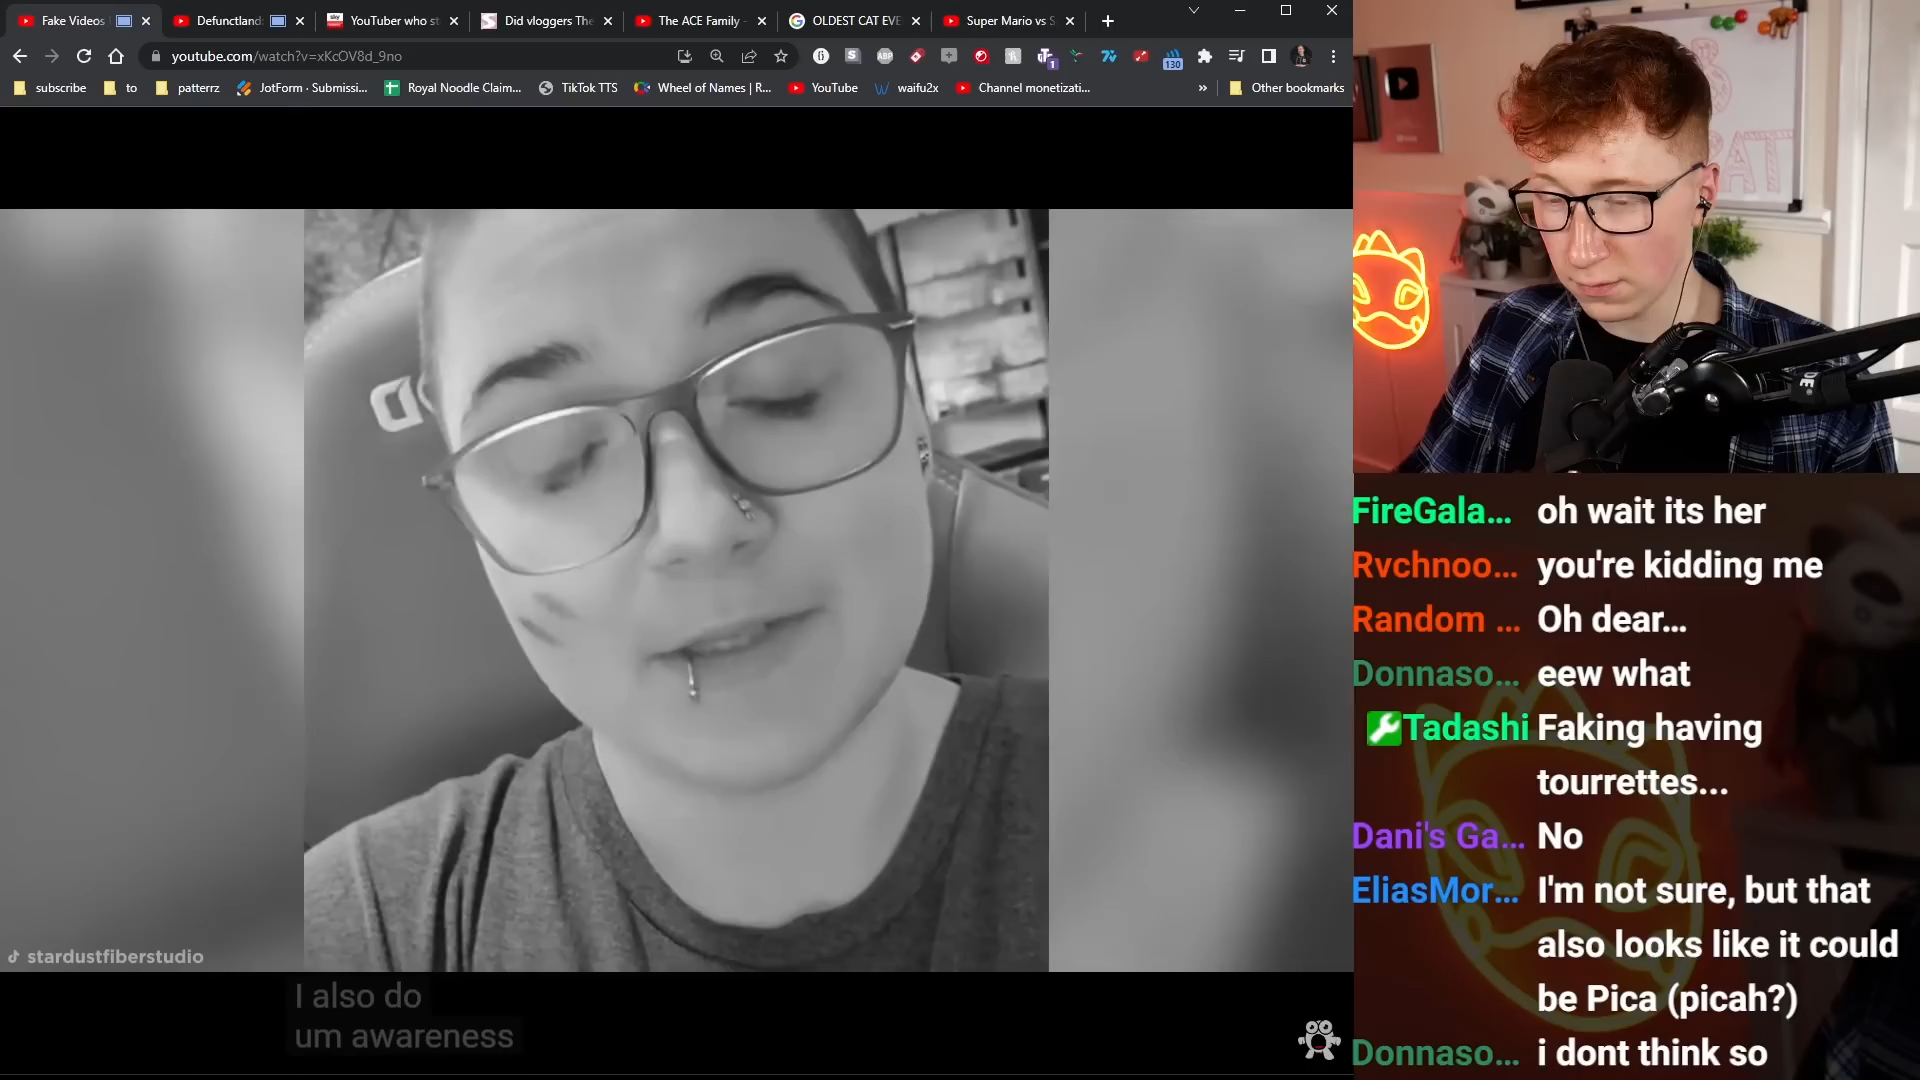 Fake Videos
Defunctland
YouTuber who st
Did vloggers The
The ACE Family -
OLDEST CAT EVE
Super Mario vs S
youtube.com/watch?v=xKcOV8d_9no
130
1
subscribe
to
patterrz
JotForm · Submissi...
Royal Noodle Claim...
TikTok TTS
Wheel of Names | R...
YouTube
waifu2x
Channel monetizati...
»
Other bookmarks
FireGala... oh wait its her
Rvchnoo... you're kidding me
Random ... Oh dear...
Donnaso... eew what
Tadashi Faking having
tourrettes...
Dani's Ga... No
EliasMor... I'm not sure, but that
also looks like it could
be Pica (picah?)
Donnaso... i dont think so
stardustfiberstudio
I also do
um awareness